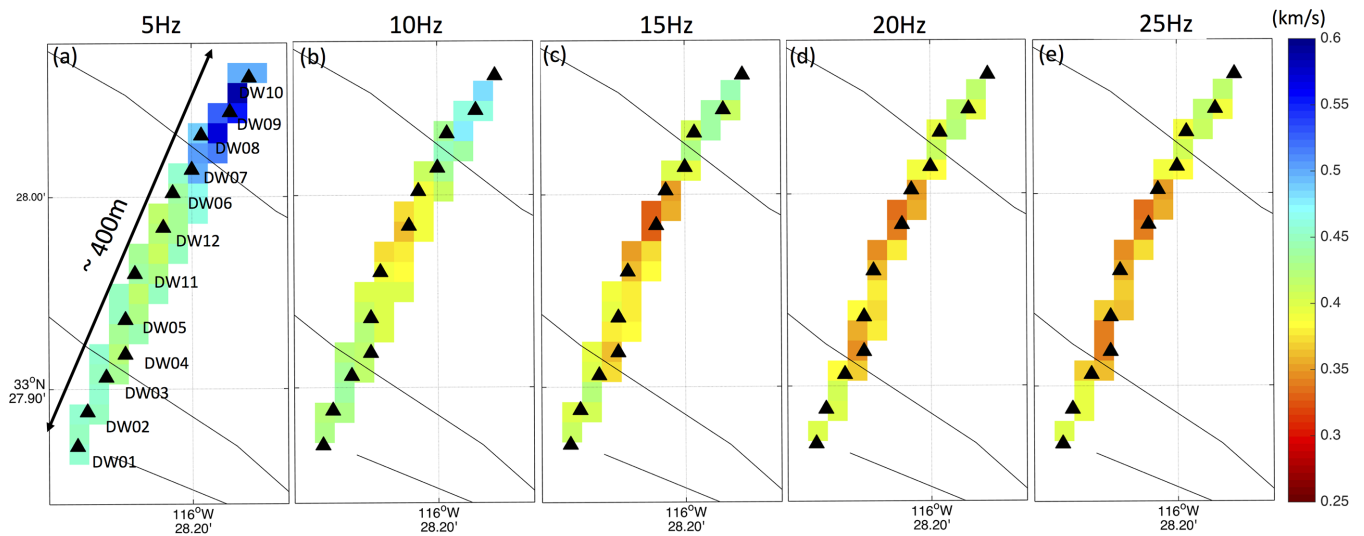 5Hz 10Hz 15Hz 20Hz 25Hz (km/s)
(a) (b) (c) (d) (e)
~ 400m
DW10
DW09
DW08
DW07
DW06
DW12
DW11
DW05
DW04
DW03
DW02
DW01
28.00'
33°N
27.90'
116°W 116°W 116°W 116°W 116°W
28.20' 28.20' 28.20' 28.20' 28.20'
0.6
0.55
0.5
0.45
0.4
0.35
0.3
0.25